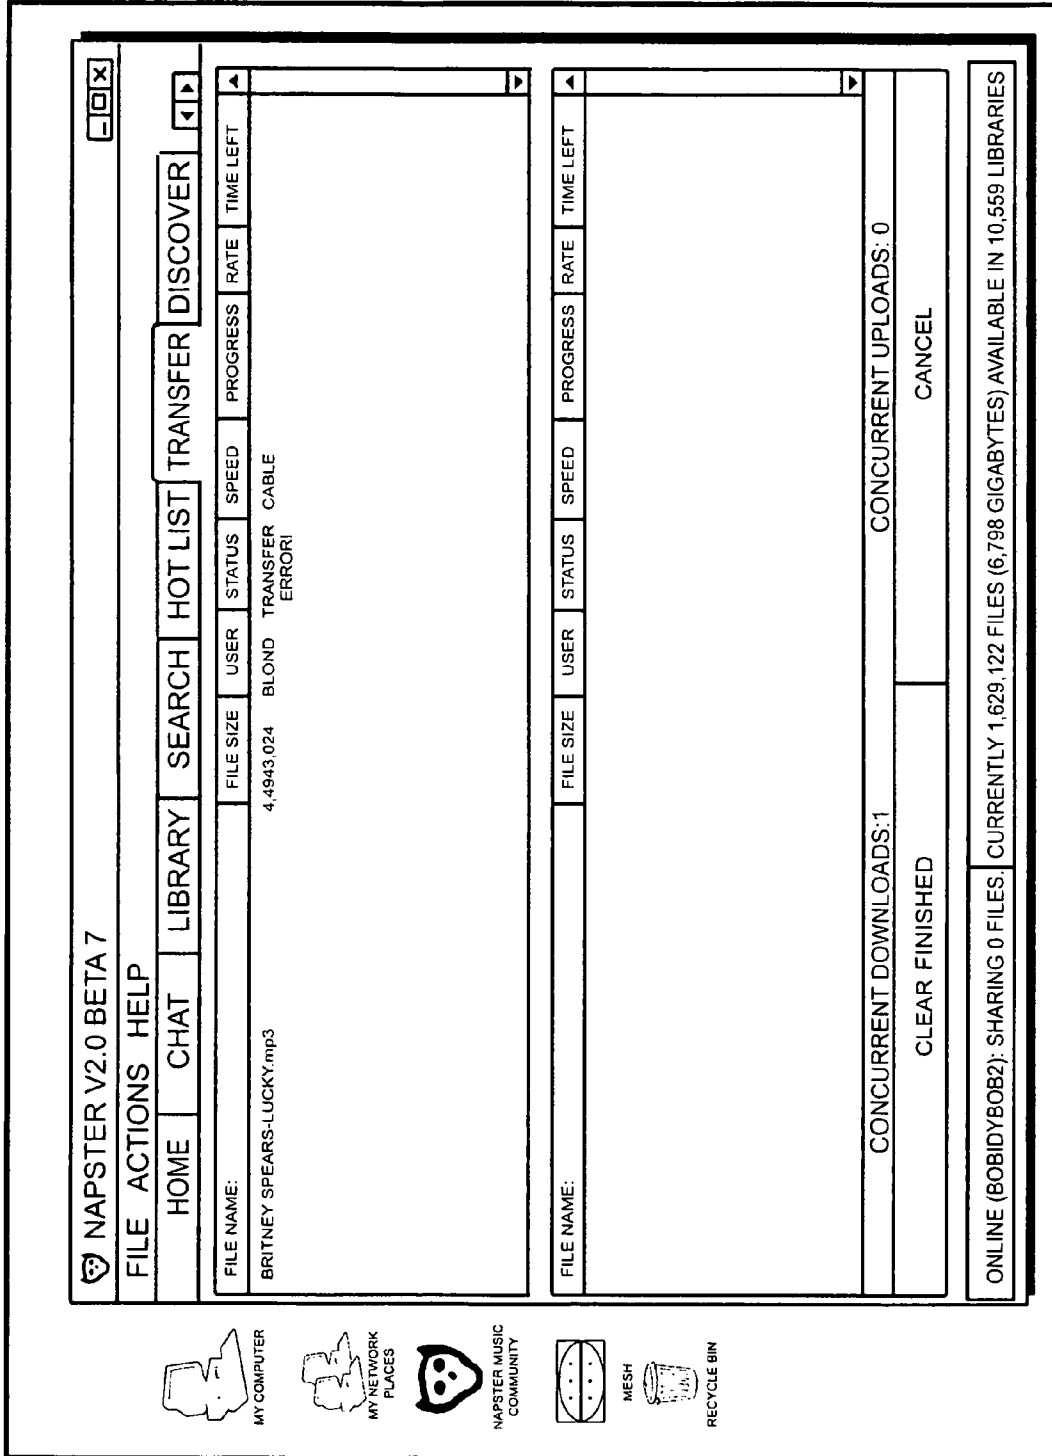 NAPSTER V2.0 BETA 7
FILE ACTIONS HELP
HOME CHAT LIBRARY SEARCH HOT LIST TRANSFER DISCOVER
FILE NAME: FILE SIZE USER STATUS SPEED PROGRESS RATE TIME LEFT
BRITNEY SPEARS-LUCKY.mp3 4,4943,024 BLOND TRANSFER CABLE
ERROR!
FILE NAME: FILE SIZE USER STATUS SPEED PROGRESS RATE TIME LEFT
CONCURRENT DOWNLOADS:1 CONCURRENT UPLOADS: 0
CLEAR FINISHED CANCEL
ONLINE (BOBIDYBOB2): SHARING 0 FILES. CURRENTLY 1,629,122 FILES (6,798 GIGABYTES) AVAILABLE IN 10,559 LIBRARIES
MY COMPUTER
MY NETWORK
PLACES
NAPSTER MUSIC
COMMUNITY
MESH
RECYCLE BIN